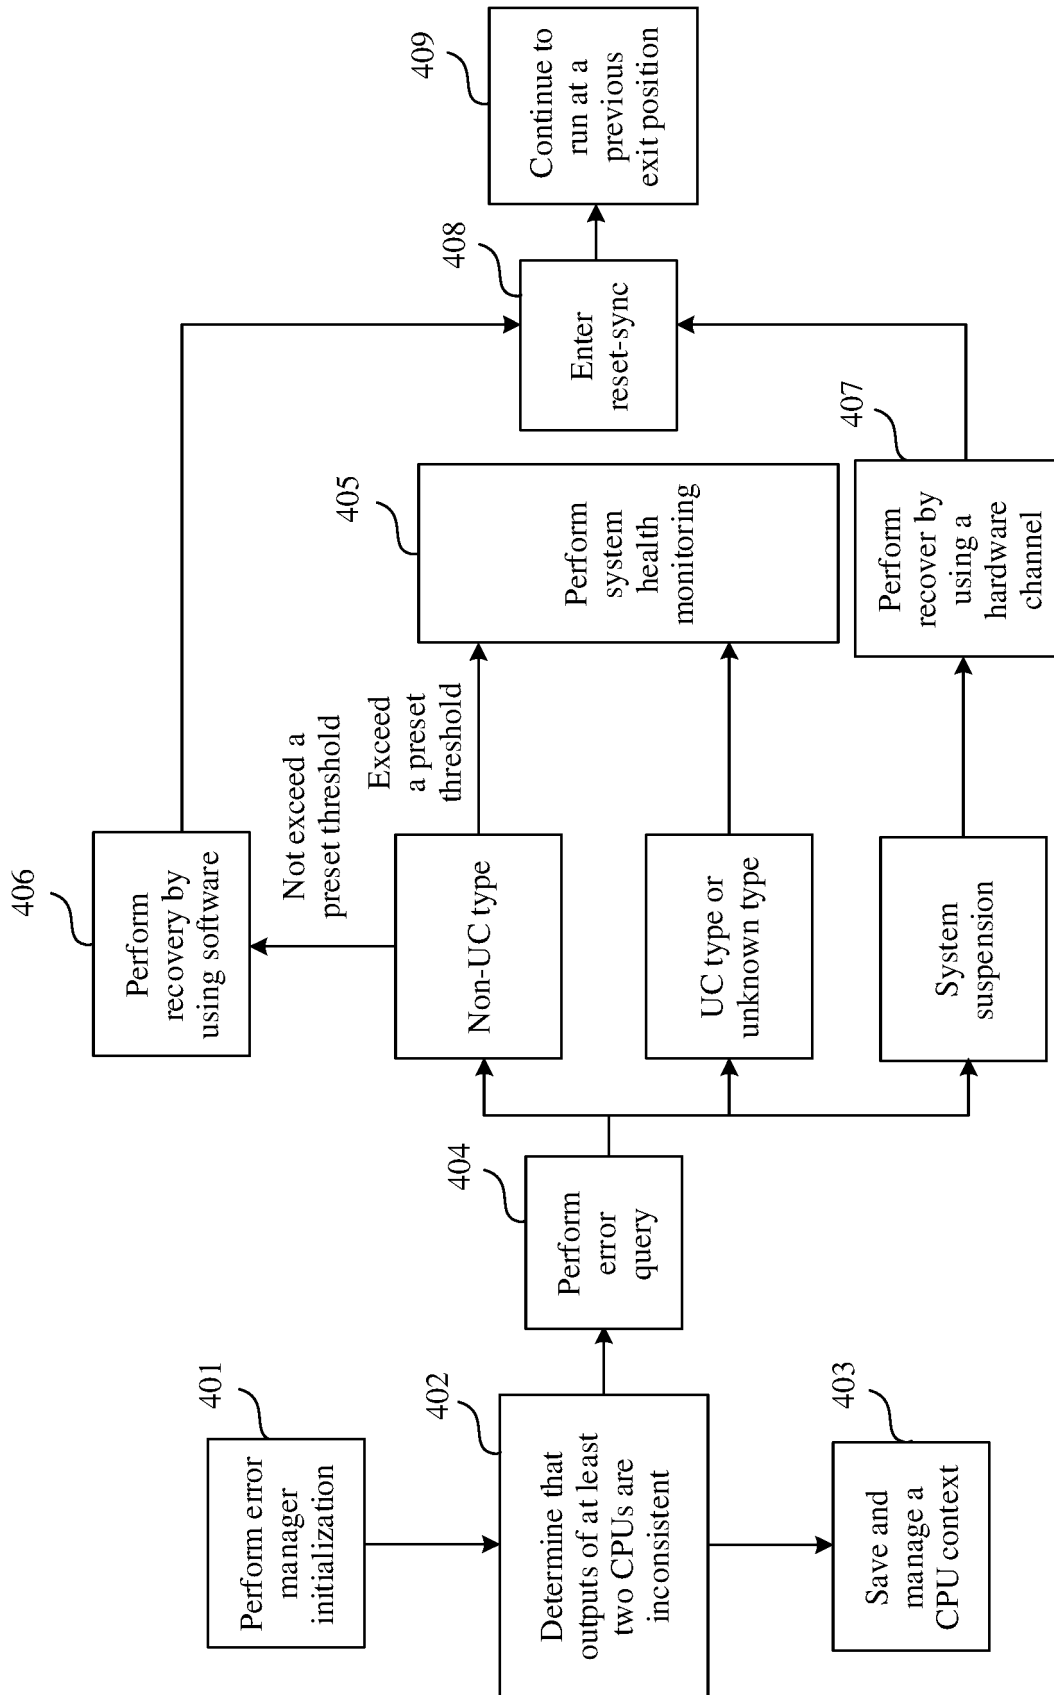 401
Perform error
manager
initialization
402
Determine that
outputs of at least
two CPUs are
inconsistent
403
Save and
manage a
CPU context
404
Perform
error
query
Non-UC type
UC type or
unknown type
System
suspension
Not exceed a
preset threshold
Exceed
a preset
threshold
406
Perform
recovery by
using software
405
Perform
system
health
monitoring
407
Perform
recover by
using a
hardware
channel
408
Enter
reset-sync
409
Continue to
run at a
previous
exit position